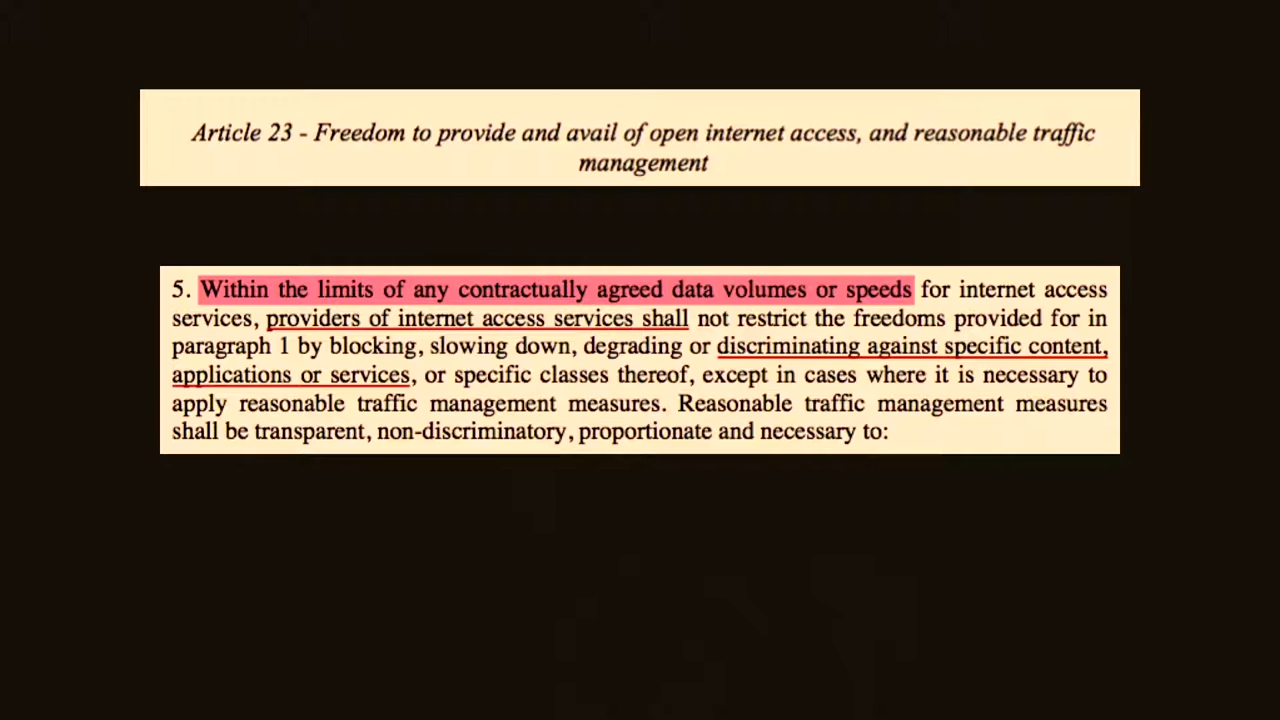 Article 23 - Freedom to provide and avail of open internet access, and reasonable traffic
management
5. Within the limits of any contractually agreed data volumes or speeds for internet access
services, providers of internet access services shall not restrict the freedoms provided for in
paragraph 1 by blocking, slowing down, degrading or discriminating against specific content,
applications or services, or specific classes thereof, except in cases where it is necessary to
apply reasonable traffic management measures. Reasonable traffic management measures
shall be transparent, non-discriminatory, proportionate and necessary to: